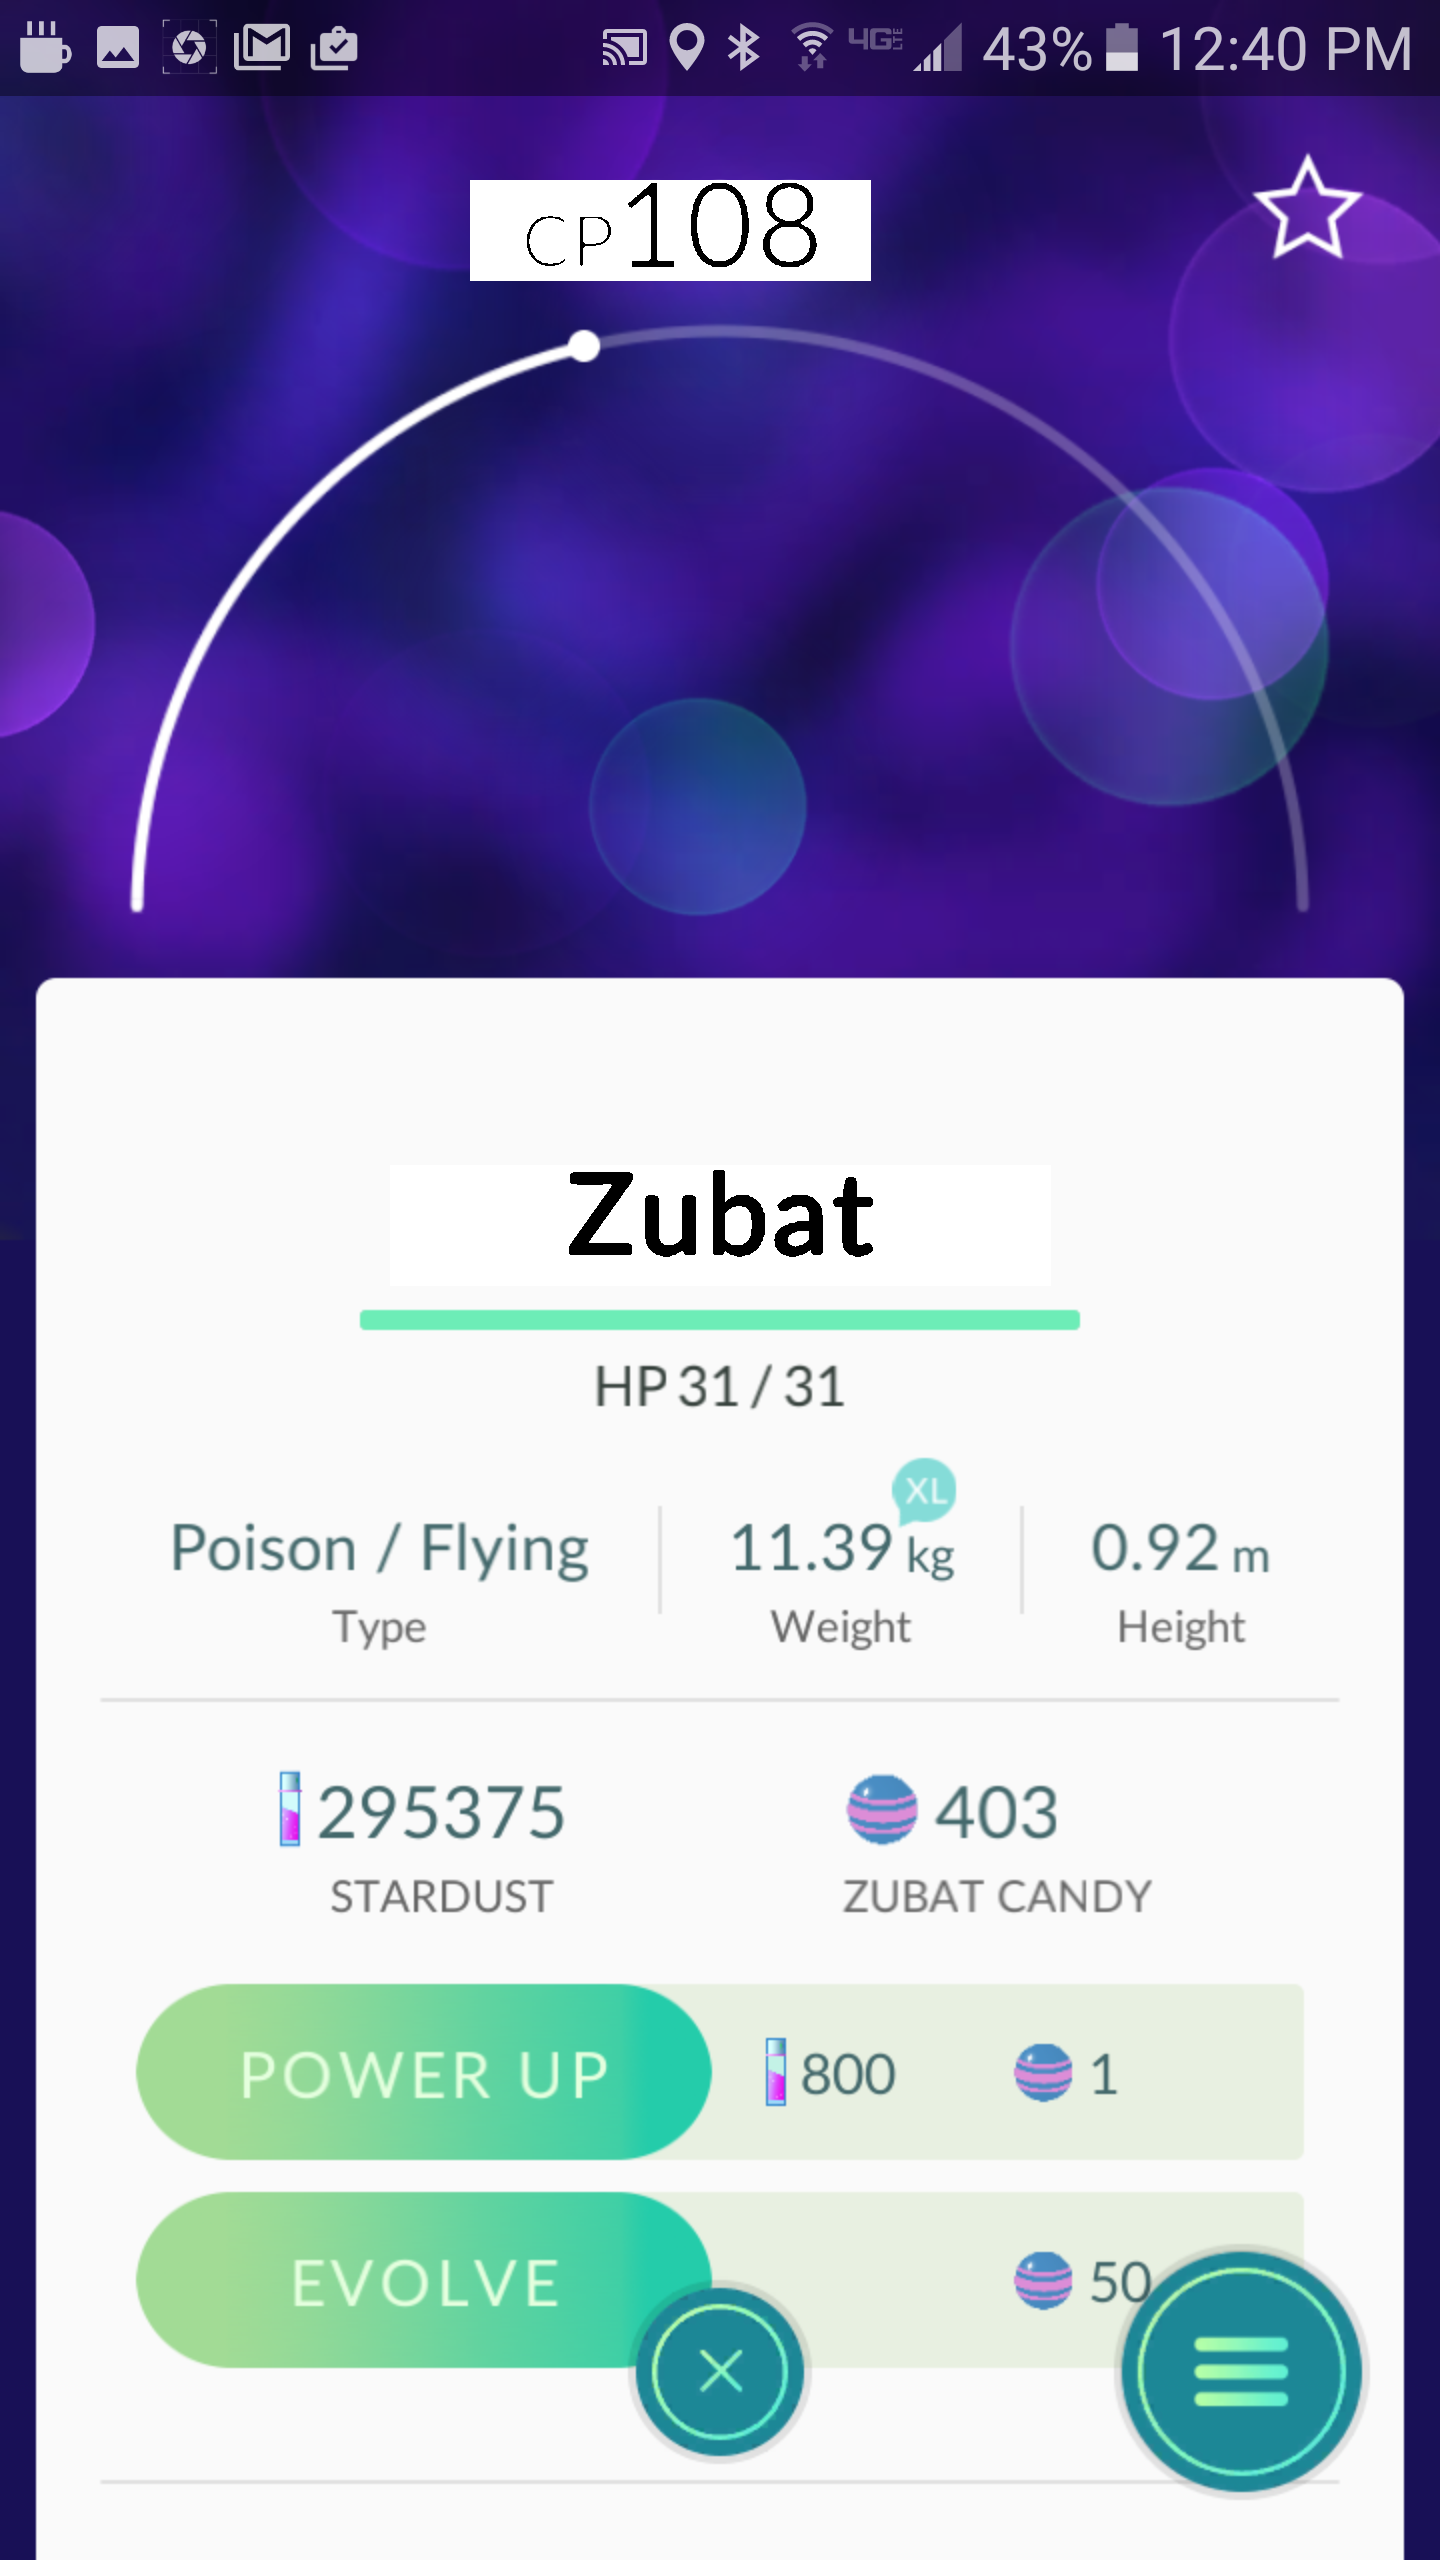 4G LTE 43% 12:40 PM
CP108
Zubat
HP 31 / 31
XL
Poison / Flying 11.39 kg 0.92 m
Type Weight Height
295375 403
STARDUST ZUBAT CANDY
POWER UP 800 1
EVOLVE 50